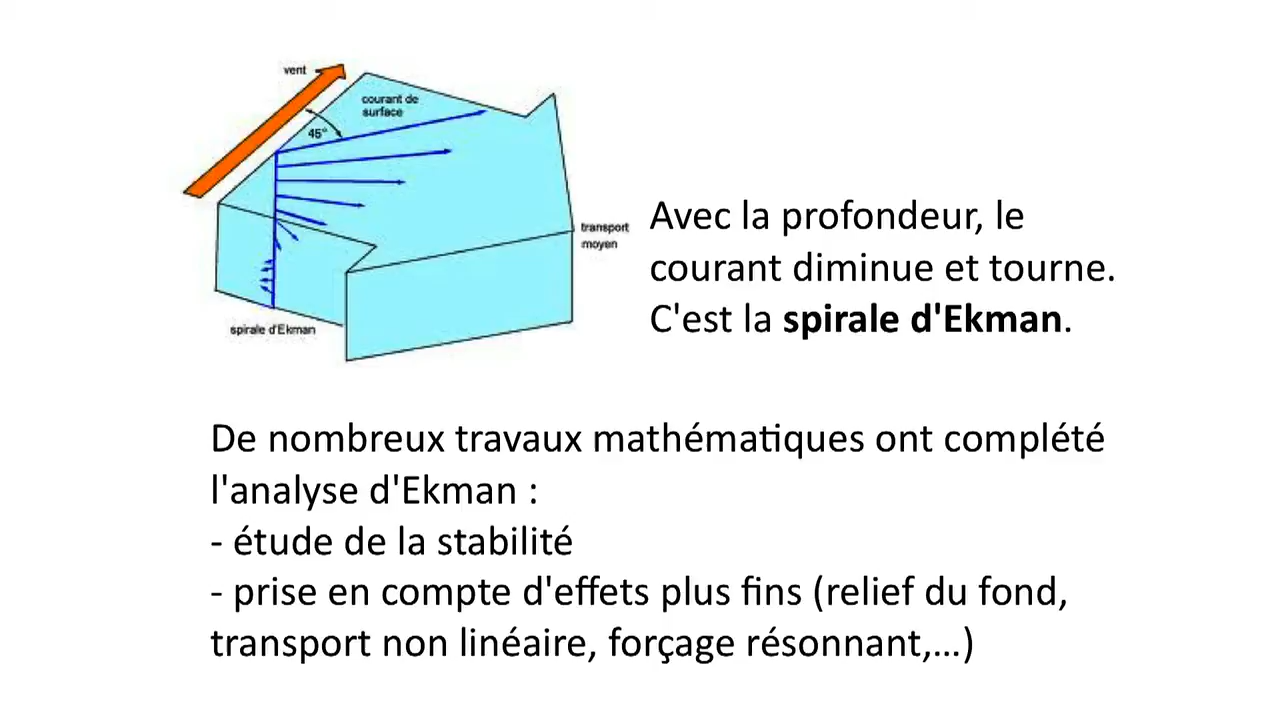 vent
courant de
surface
45°
transport
moyen
spirale d'Ekman
Avec la profondeur, le
courant diminue et tourne.
C'est la spirale d'Ekman.
De nombreux travaux mathématiques ont complété
l'analyse d'Ekman :
- étude de la stabilité
- prise en compte d'effets plus fins (relief du fond,
transport non linéaire, forçage résonnant,...)